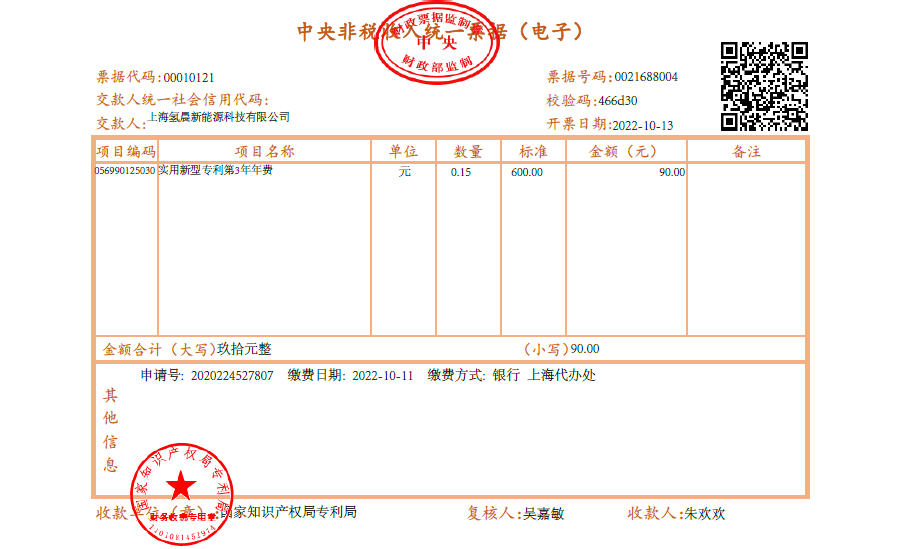 中央非税收入统一票据（电子）
财政票据监制章
中央
财政部监制
票据代码:00010121
票据号码:0021688004
交款人统一社会信用代码:
校验码:466d30
交款人:上海氢晨新能源科技有限公司
开票日期:2022-10-13
项目编码 项目名称 单位 数量 标准 金额（元） 备注
056990125030 实用新型专利第3年年费 元 0.15 600.00 90.00
金额合计（大写）玖拾元整 （小写）90.00
其他信息
申请号: 2020224527807 缴费日期: 2022-10-11 缴费方式: 银行 上海代办处
国家知识产权局专利局
财务收费专用章
收款单位（章）:国家知识产权局专利局 复核人:吴嘉敏 收款人:朱欢欢